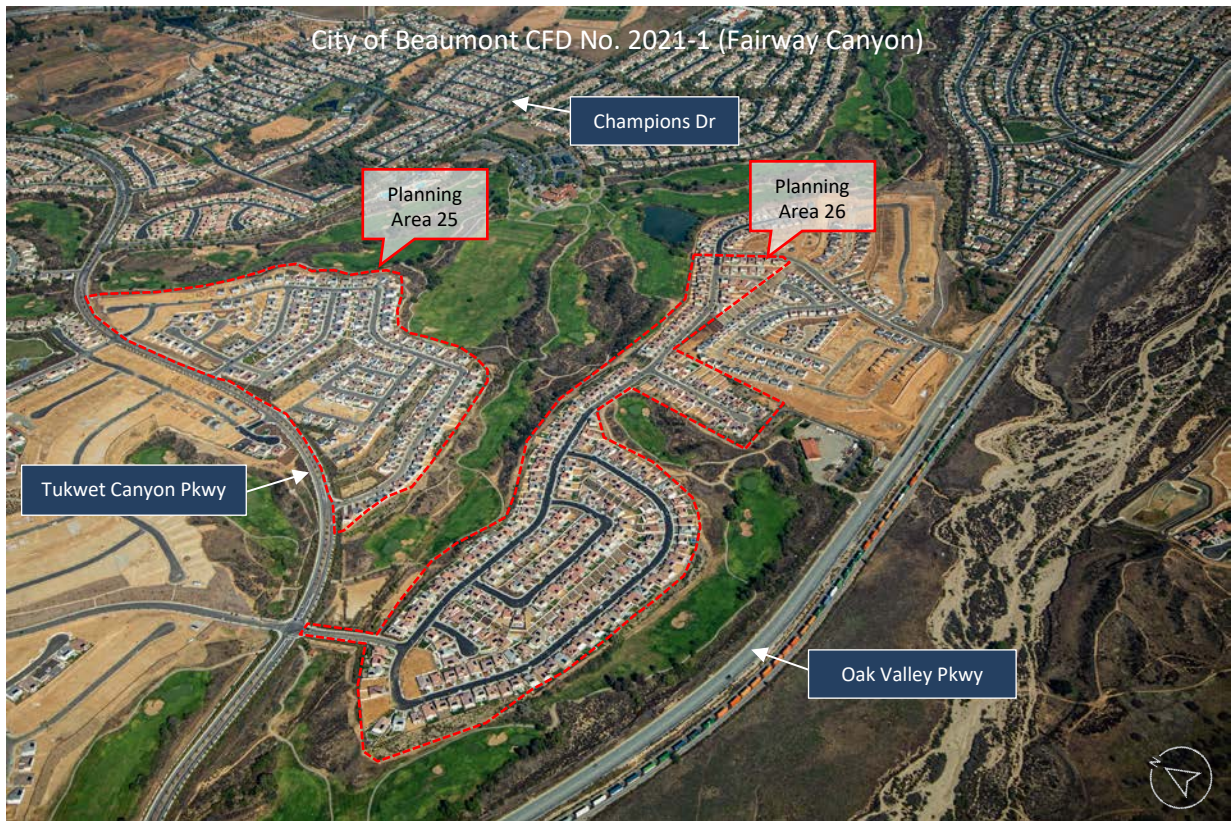 City of Beaumont CFD No. 2021-1 (Fairway Canyon)
Champions Dr
Planning
Area 25
Planning
Area 26
Tukwet Canyon Pkwy
Oak Valley Pkwy
N